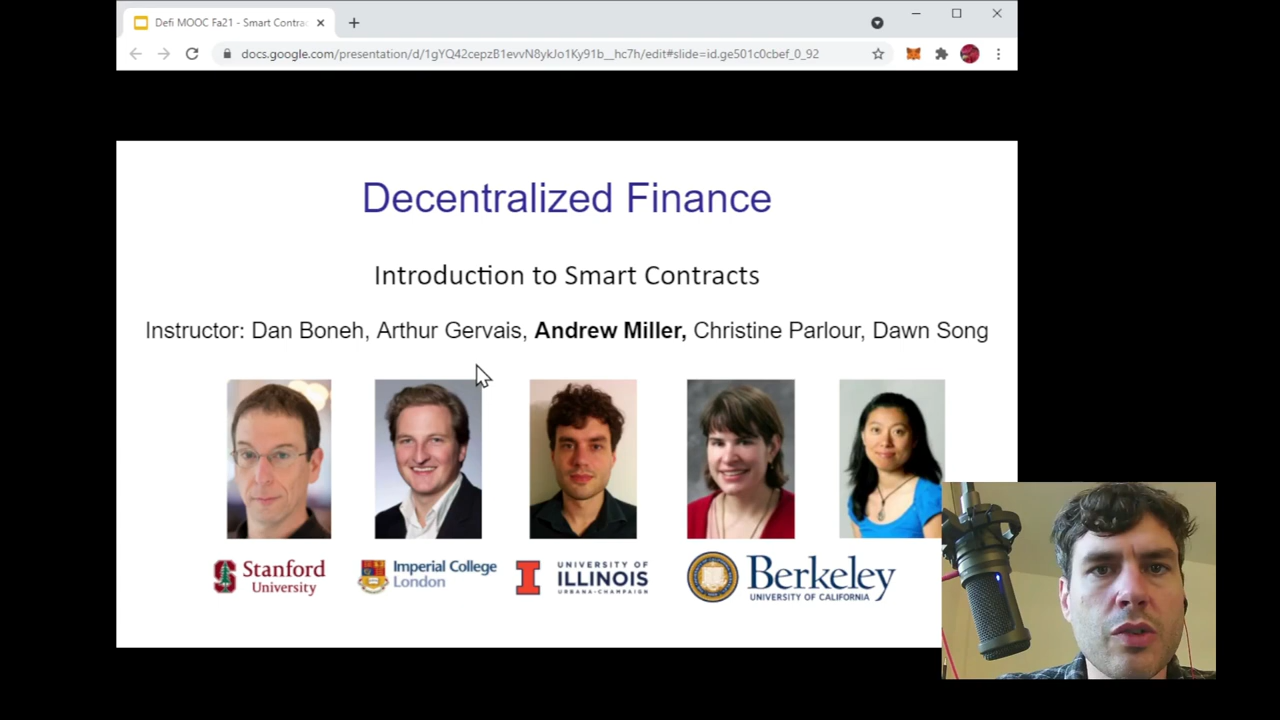 Defi MOOC Fa21 - Smart Contrac
docs.google.com/presentation/d/1gYQ42cepzB1evvN8ykJo1Ky91b__hc7h/edit#slide=id.ge501c0cbef_0_92
Decentralized Finance
Introduction to Smart Contracts
Instructor: Dan Boneh, Arthur Gervais, Andrew Miller, Christine Parlour, Dawn Song
Stanford
University
Imperial College
London
UNIVERSITY OF
ILLINOIS
URBANA-CHAMPAIGN
Berkeley
UNIVERSITY OF CALIFORNIA